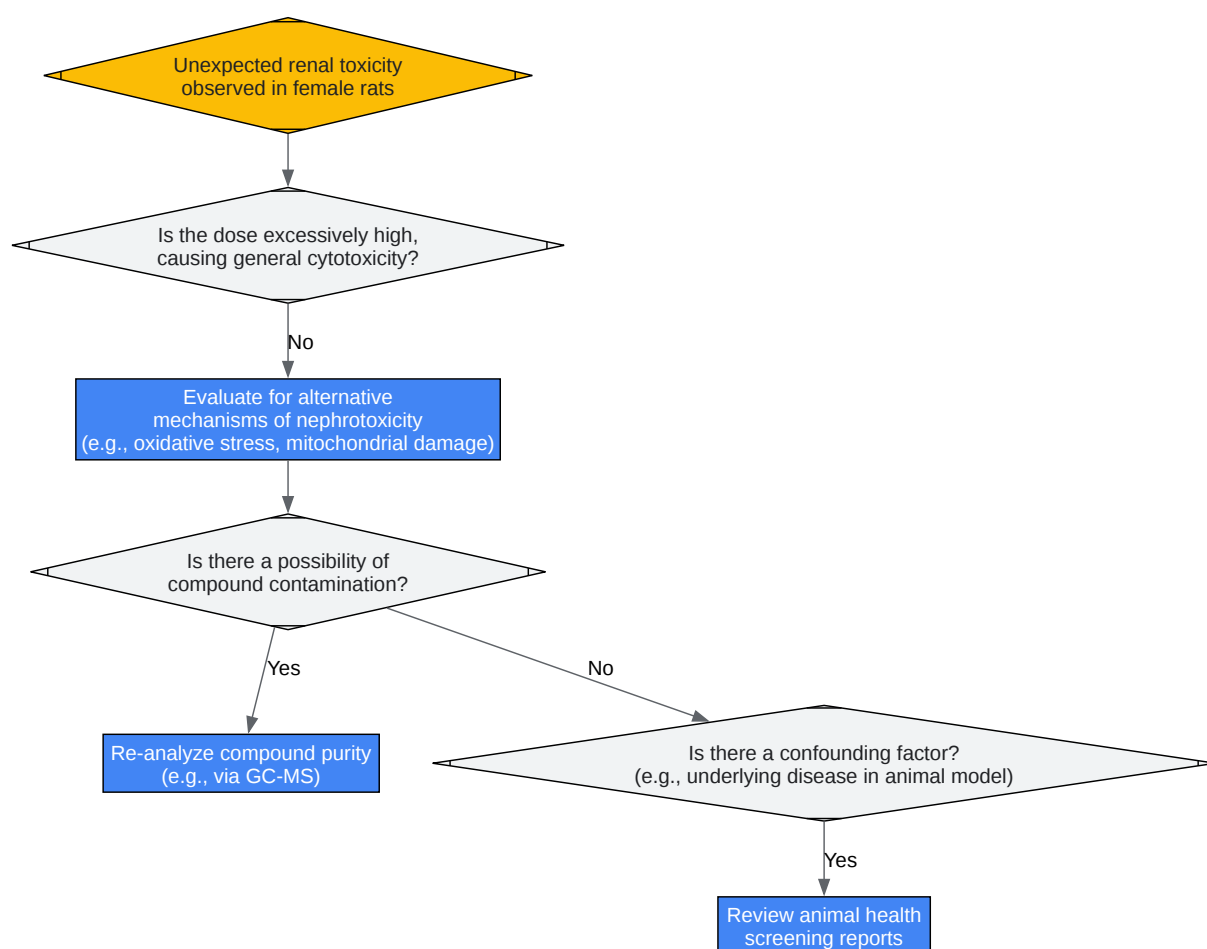 Unexpected renal toxicity
observed in female rats
Is the dose excessively high,
causing general cytotoxicity?
No
Evaluate for alternative
mechanisms of nephrotoxicity
(e.g., oxidative stress, mitochondrial damage)
Is there a possibility of
compound contamination?
Yes
No
Re-analyze compound purity
(e.g., via GC-MS)
Is there a confounding factor?
(e.g., underlying disease in animal model)
Yes
Review animal health
screening reports